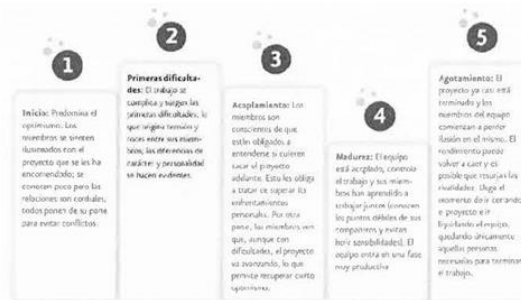 1
Inicio: Predomina el
optimismo. Los
miembros se sienten
ilusionados con el
proyecto que se les ha
encomendado; se
conocen poco pero las
relaciones son cordiales,
todos ponen de su parte
para evitar conflictos.
2
Primeras dificulta-
des: El trabajo se
complica y surgen las
primeras dificultades, lo
que origina tensión y
roces entre sus miem-
bros, las diferencias de
carácter y personalidad
se hacen evidentes.
3
Acoplamiento: Los
miembros son
conscientes de que
están obligados a
entenderse si quieren
sacar el proyecto
adelante. Esto les obliga
a tratar de superar los
enfrentamientos
personales. Por otra
parte, los miembros ven
que, aunque con
dificultades, el proyecto
va avanzando, lo que
permite recuperar cierto
optimismo.
4
Madurez: El equipo
está acoplado, controla
el trabajo y sus miem-
bros han aprendido a
trabajar juntos (conocen
los puntos débiles de sus
compañeros y evitan
herir sensibilidades). El
equipo entra en una fase
muy productiva
5
Agotamiento: El
proyecto ya casi está
terminado y los
miembros del equipo
comienzan a perder
ilusión en el mismo. El
rendimiento puede
volver a caer y es
posible que resurjan las
rivalidades. Llega el
momento de ir cerrando
el proyecto e ir
liquidando el equipo,
quedando únicamente
aquellas personas
necesarias para terminar
el trabajo.